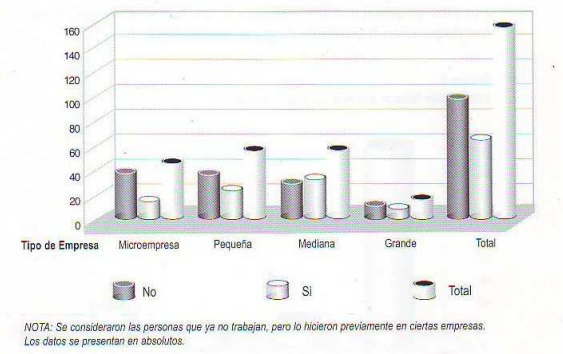 160
140
120
100
80
60
40
20
0
Tipo de Empresa Microempresa Pequeña Mediana Grande Total
No Si Total
NOTA: Se consideraron las personas que ya no trabajan, pero lo hicieron previamente en ciertas empresas.
Los datos se presentan en absolutos.